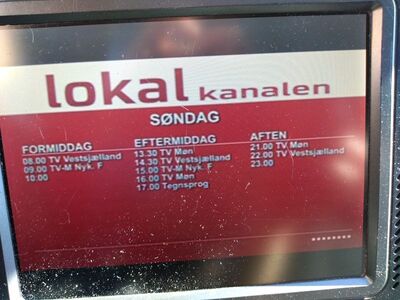 lokal kanalen
SØNDAG
FORMIDDAG
08.00 TV Vestsjælland
09.00 TV-M Nyk. F
10:00
EFTERMIDDAG
13.30 TV Møn
14.30 TV Vestsjælland
15.00 TV-M Nyk. F
16.00 TV Møn
17.00 Tegnsprog
AFTEN
21.00 TV Møn
22.00 TV Vestsjælland
23.00